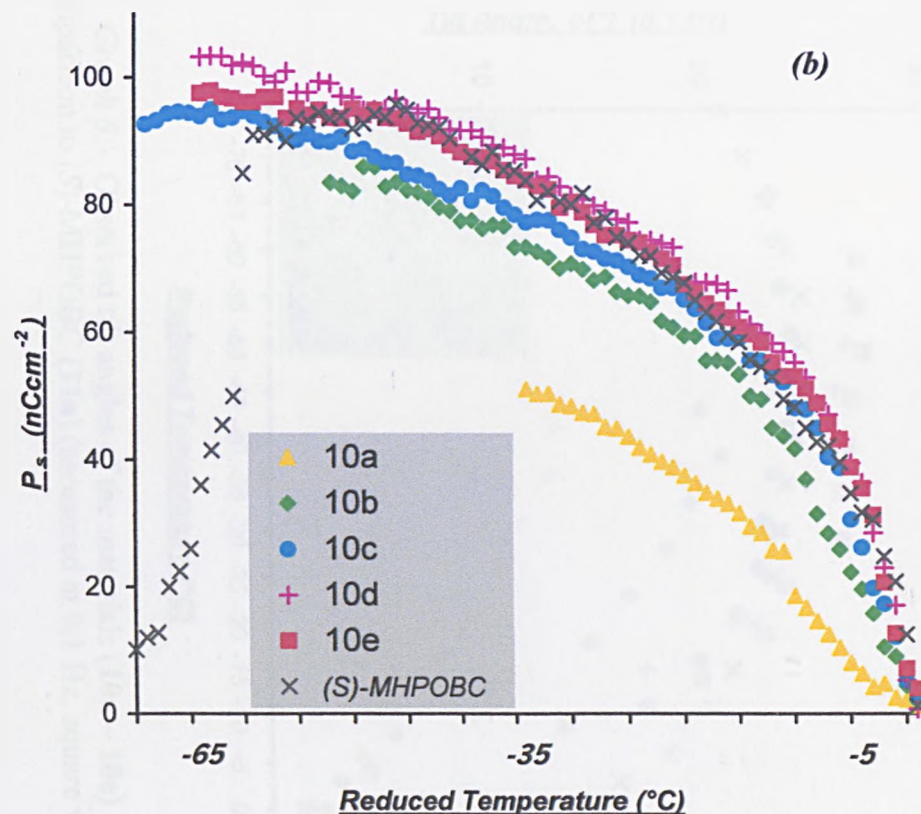 (b)
100
80
60
40
20
0
P_s (nCcm⁻²)
10a
10b
10c
10d
10e
(S)-MHPOBC
-65
-35
-5
Reduced Temperature (°C)